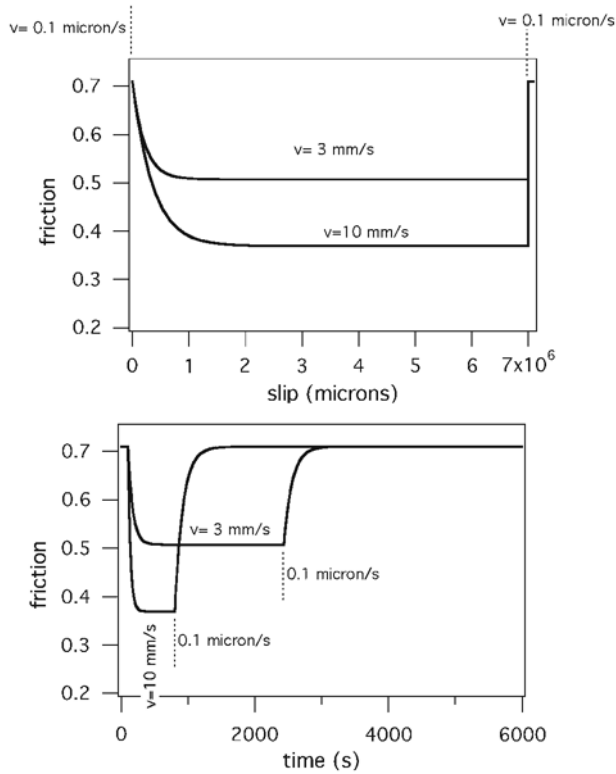 v= 0.1 micron/s
v= 0.1 micron/s
0.7
0.6
0.5
0.4
0.3
0.2
friction
v= 3 mm/s
v=10 mm/s
0
1
2
3
4
5
6
7x10⁶
slip (microns)
0.7
0.6
0.5
0.4
0.3
0.2
friction
v= 3 mm/s
0.1 micron/s
0.1 micron/s
v=10 mm/s
0
2000
4000
6000
time (s)